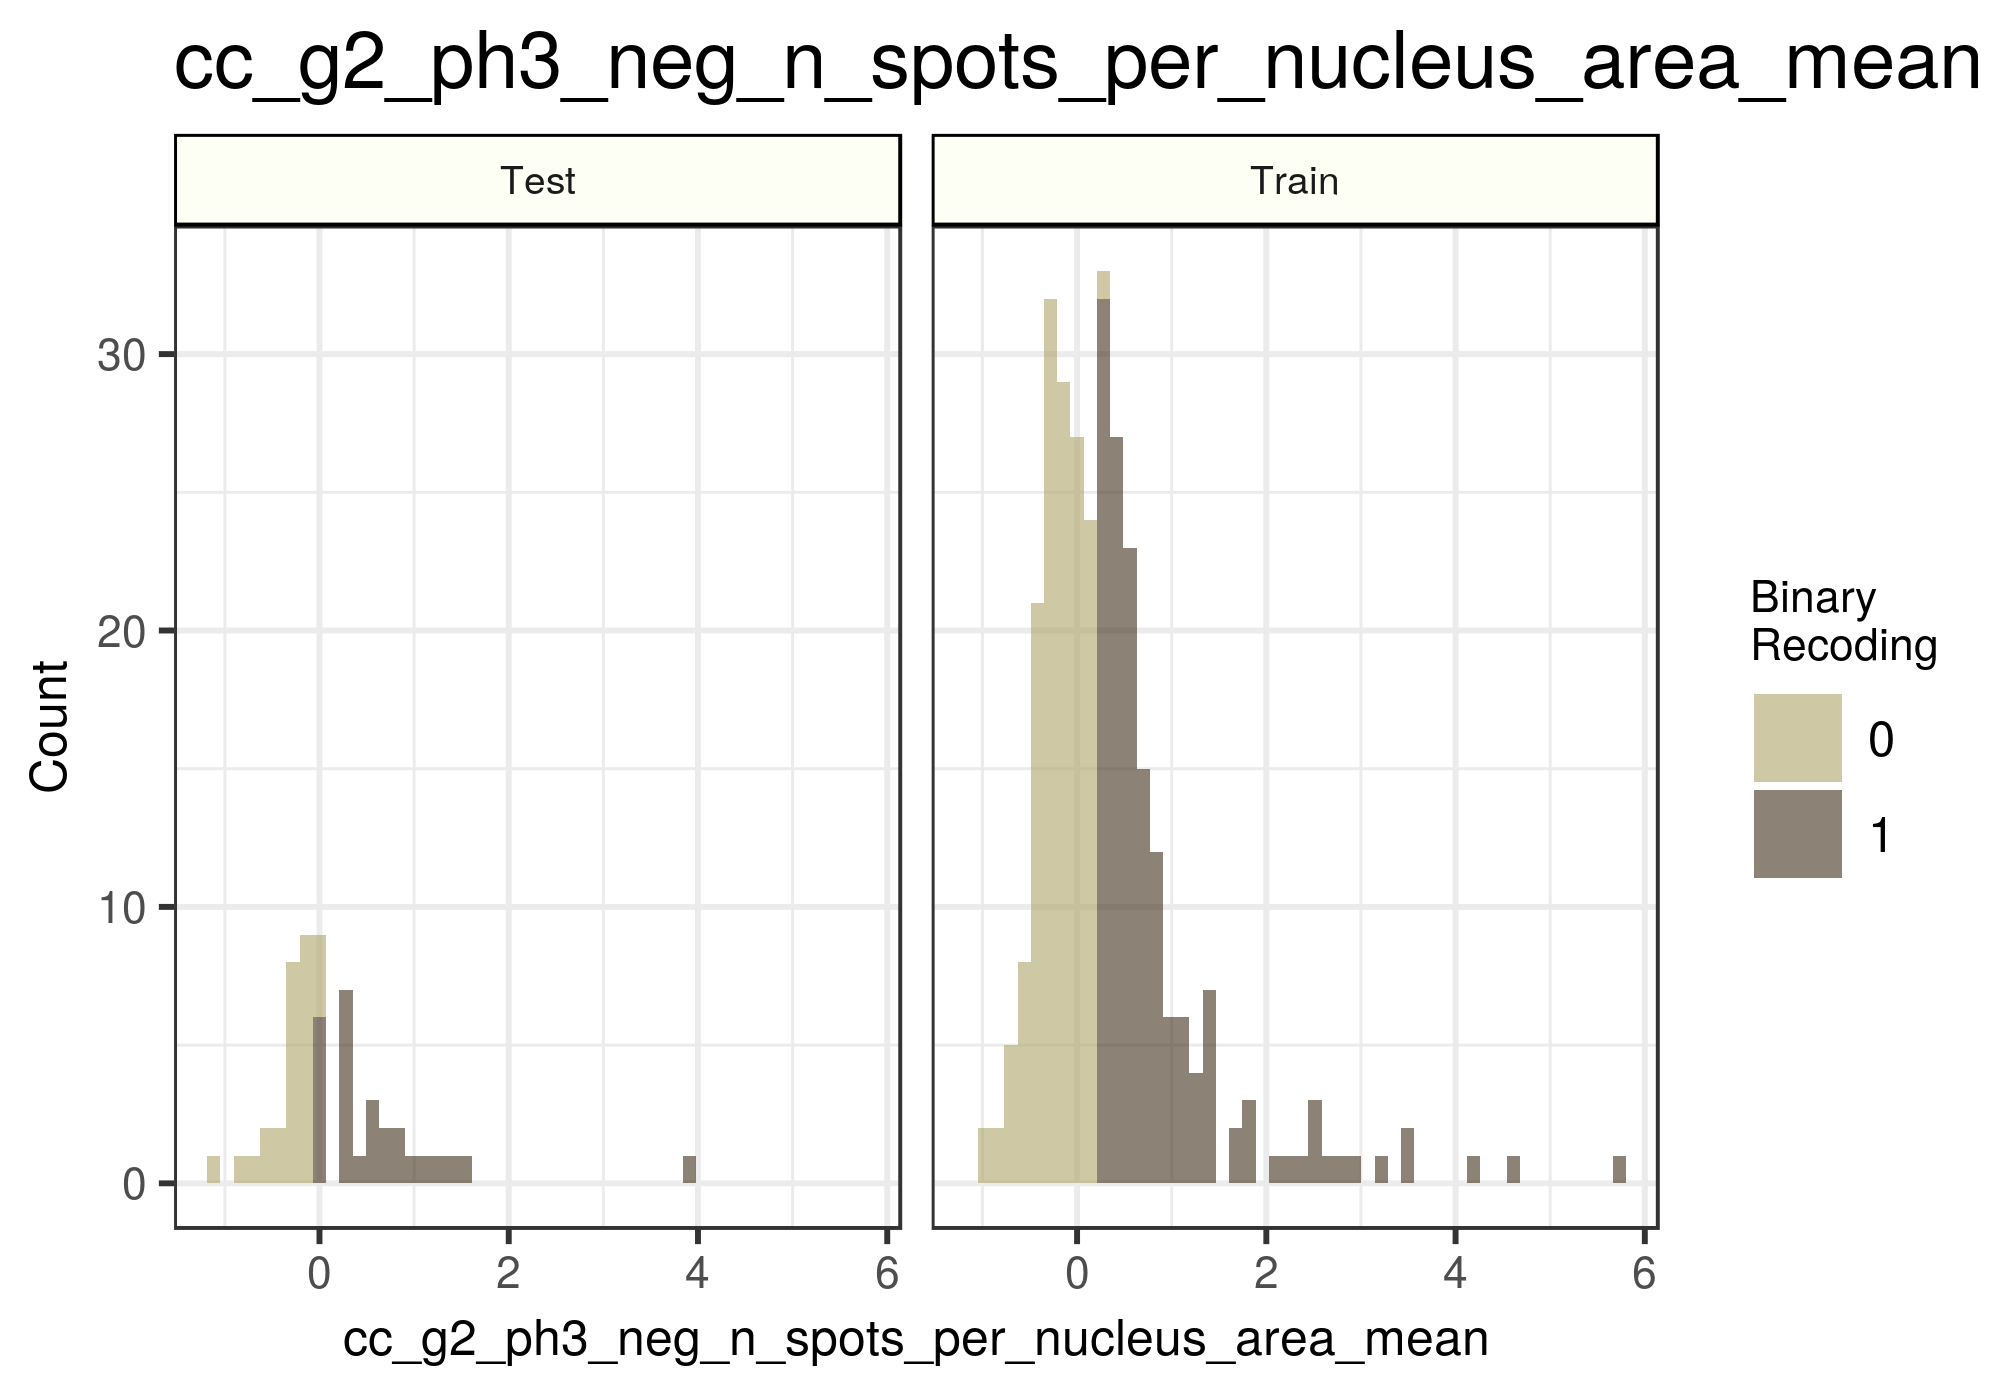 cc_g2_ph3_neg_n_spots_per_nucleus_area_mean
Test
Train
30
20
10
0
Count
0 2 4 6
0 2 4 6
cc_g2_ph3_neg_n_spots_per_nucleus_area_mean
Binary
Recoding
0
1